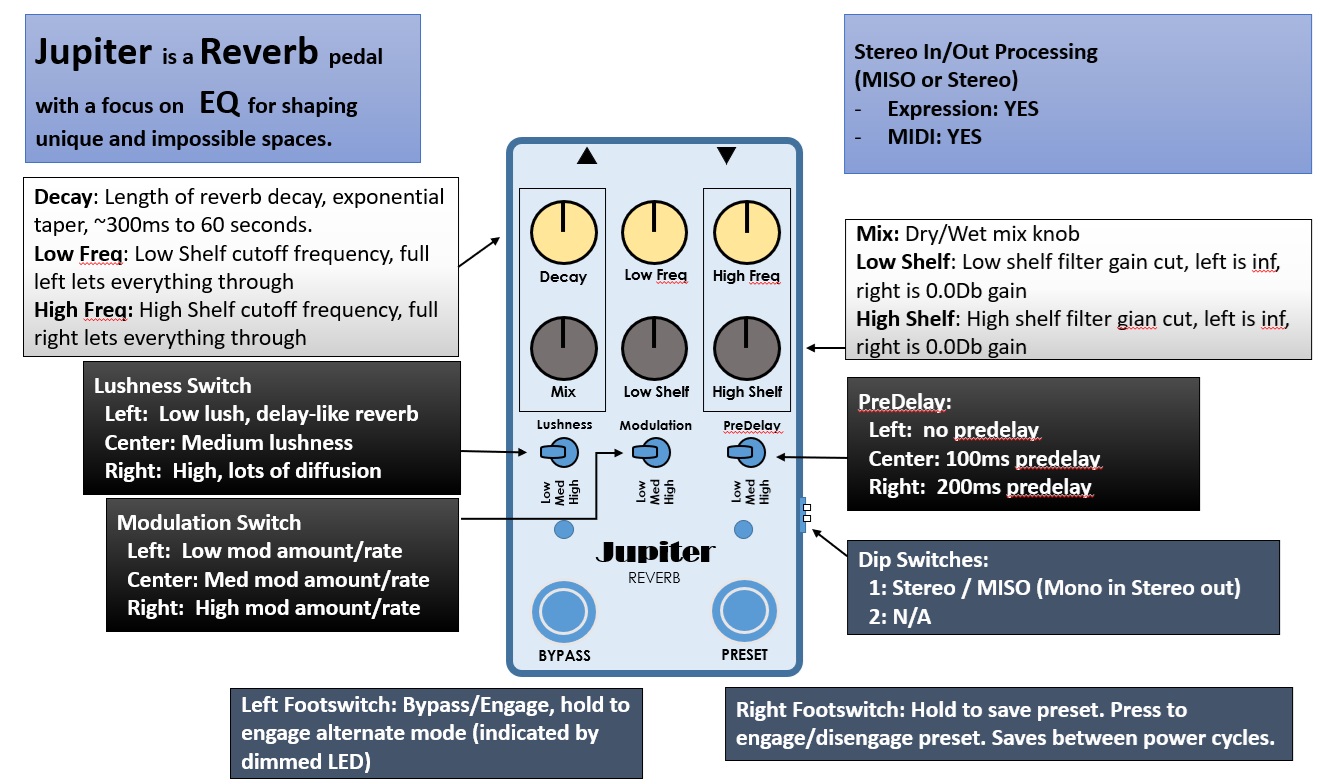 Jupiter is a Reverb pedal
with a focus on EQ for shaping
unique and impossible spaces.
Stereo In/Out Processing
(MISO or Stereo)
- Expression: YES
- MIDI: YES
Decay: Length of reverb decay, exponential
taper, ~300ms to 60 seconds.
Low Freq: Low Shelf cutoff frequency, full
left lets everything through
High Freq: High Shelf cutoff frequency, full
right lets everything through
Mix: Dry/Wet mix knob
Low Shelf: Low shelf filter gain cut, left is inf,
right is 0.0Db gain
High Shelf: High shelf filter gian cut, left is inf,
right is 0.0Db gain
Decay Low Freq High Freq
Mix Low Shelf High Shelf
Lushness Modulation PreDelay
Low Med High Low Med High Low Med High
Jupiter
REVERB
BYPASS PRESET
Lushness Switch
Left: Low lush, delay-like reverb
Center: Medium lushness
Right: High, lots of diffusion
Modulation Switch
Left: Low mod amount/rate
Center: Med mod amount/rate
Right: High mod amount/rate
PreDelay:
Left: no predelay
Center: 100ms predelay
Right: 200ms predelay
Dip Switches:
1: Stereo / MISO (Mono in Stereo out)
2: N/A
Left Footswitch: Bypass/Engage, hold to
engage alternate mode (indicated by
dimmed LED)
Right Footswitch: Hold to save preset. Press to
engage/disengage preset. Saves between power cycles.